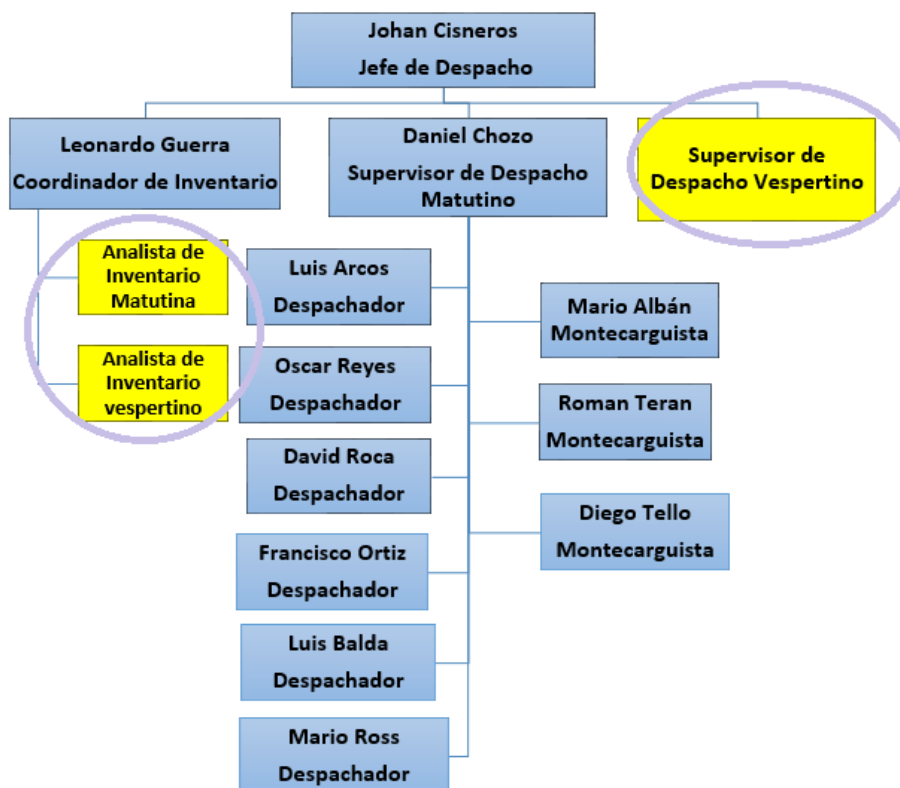 Johan Cisneros
Jefe de Despacho
Leonardo Guerra
Coordinador de Inventario
Daniel Chozo
Supervisor de Despacho
Matutino
Supervisor de
Despacho Vespertino
Analista de
Inventario
Matutina
Analista de
Inventario
vespertino
Luis Arcos
Despachador
Oscar Reyes
Despachador
David Roca
Despachador
Francisco Ortiz
Despachador
Luis Balda
Despachador
Mario Ross
Despachador
Mario Albán
Montecarguista
Roman Teran
Montecarguista
Diego Tello
Montecarguista